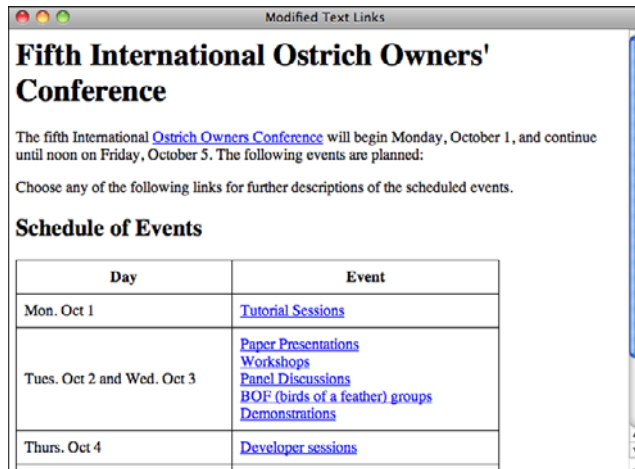 Modified Text Links
Fifth International Ostrich Owners'
Conference
The fifth International Ostrich Owners Conference will begin Monday, October 1, and continue
until noon on Friday, October 5. The following events are planned:
Choose any of the following links for further descriptions of the scheduled events.
Schedule of Events
Day Event
Mon. Oct 1 Tutorial Sessions
Paper Presentations
Workshops
Tues. Oct 2 and Wed. Oct 3 Panel Discussions
BOF (birds of a feather) groups
Demonstrations
Thurs. Oct 4 Developer sessions